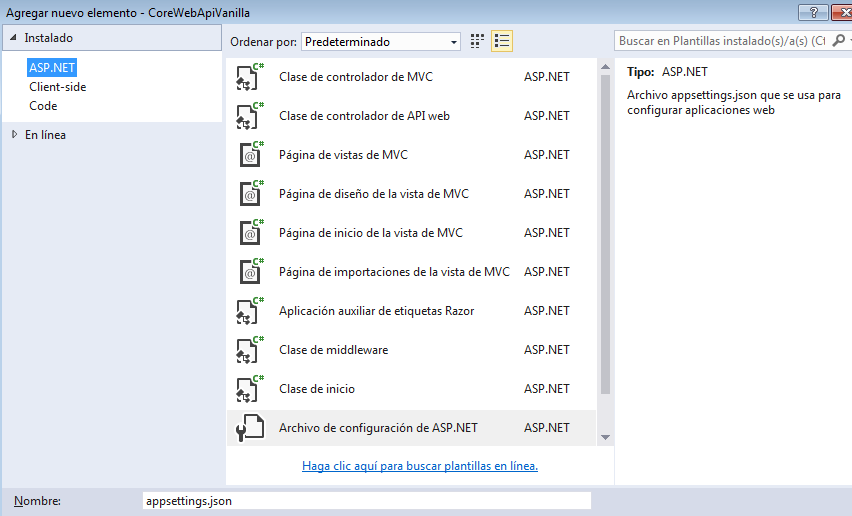 Agregar nuevo elemento - CoreWebApiVanilla
Instalado
ASP.NET
Client-side
Code
En línea
Ordenar por: Predeterminado
C# Clase de controlador de MVC ASP.NET
C# Clase de controlador de API web ASP.NET
C# @ Página de vistas de MVC ASP.NET
C# @ Página de diseño de la vista de MVC ASP.NET
C# @ Página de inicio de la vista de MVC ASP.NET
C# @ Página de importaciones de la vista de MVC ASP.NET
C# Aplicación auxiliar de etiquetas Razor ASP.NET
C# Clase de middleware ASP.NET
C# Clase de inicio ASP.NET
Archivo de configuración de ASP.NET ASP.NET
Haga clic aquí para buscar plantillas en línea.
Buscar en Plantillas instalado(s)/a(s) (Ct
Tipo: ASP.NET
Archivo appsettings.json que se usa para
configurar aplicaciones web
Nombre: appsettings.json